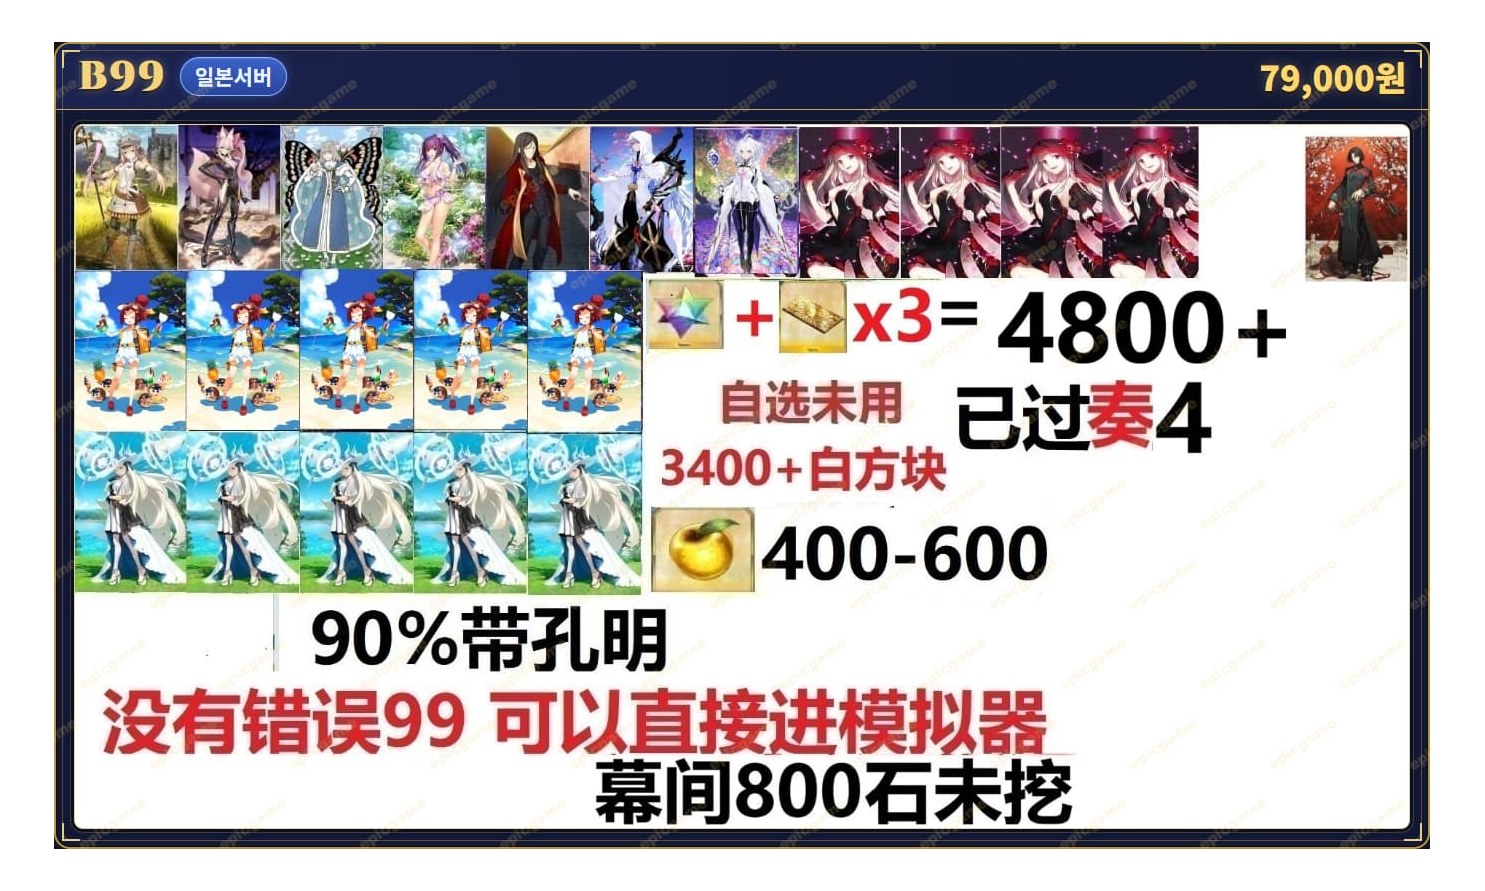 B99 일본서버 79,000원
+ x3= 4800+
自选未用
已过奏4
3400+白方块
400-600
90%带孔明
没有错误99 可以直接进模拟器
幕间800石未挖
epicgame